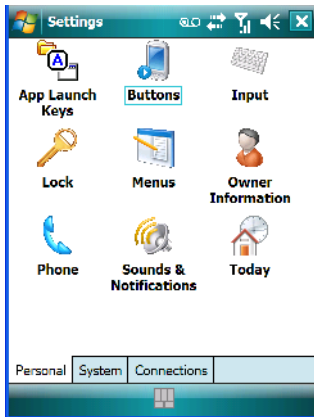 Settings
App Launch
Keys
Buttons
Input
Lock
Menus
Owner
Information
Phone
Sounds &
Notifications
Today
Personal System Connections